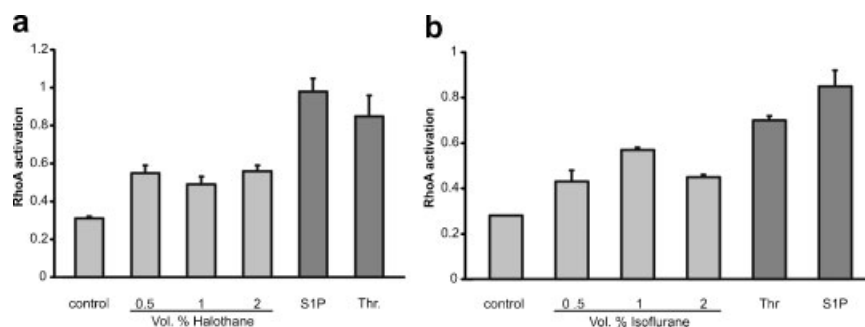 a
1.2
1
0.8
0.6
0.4
0.2
0
RhoA activation
control 0.5 1 2 S1P Thr.
Vol. % Halothane
b
1
0.8
0.6
0.4
0.2
0
RhoA activation
control 0 .5 1 2 Thr S1P
Vol. % Isoflurane